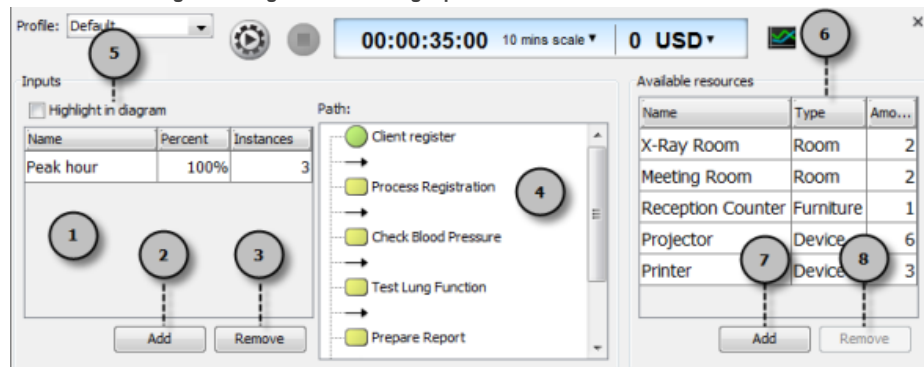 Profile: Default
00:00:35:00 10 mins scale 0 USD
5
6
Inputs
Available resources
Highlight in diagram
Path:
Name Percent Instances
Peak hour 100% 3
Client register
Process Registration
Check Blood Pressure
Test Lung Function
Prepare Report
Name Type Amo...
X-Ray Room Room 2
Meeting Room Room 2
Reception Counter Furniture 1
Projector Device 6
Printer Device 3
1
2
3
4
7
8
Add Remove
Add Remove